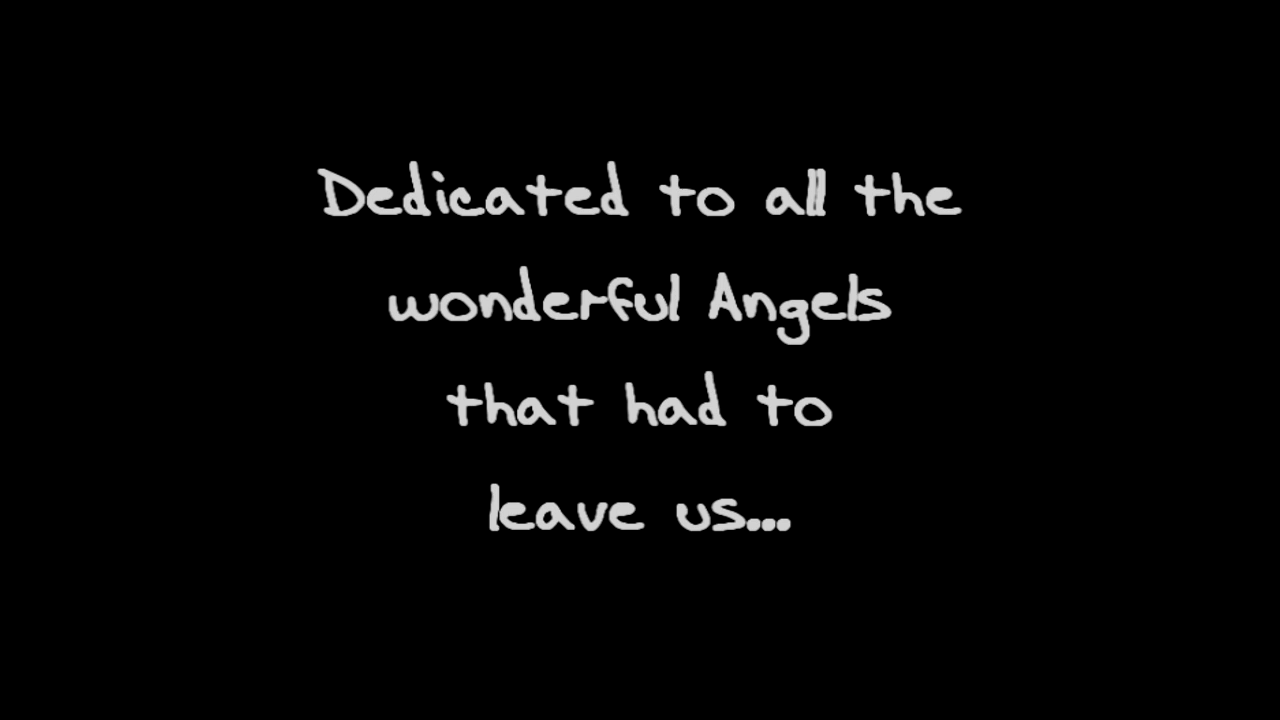 Dedicated to all the
wonderful Angels
that had to
leave us...